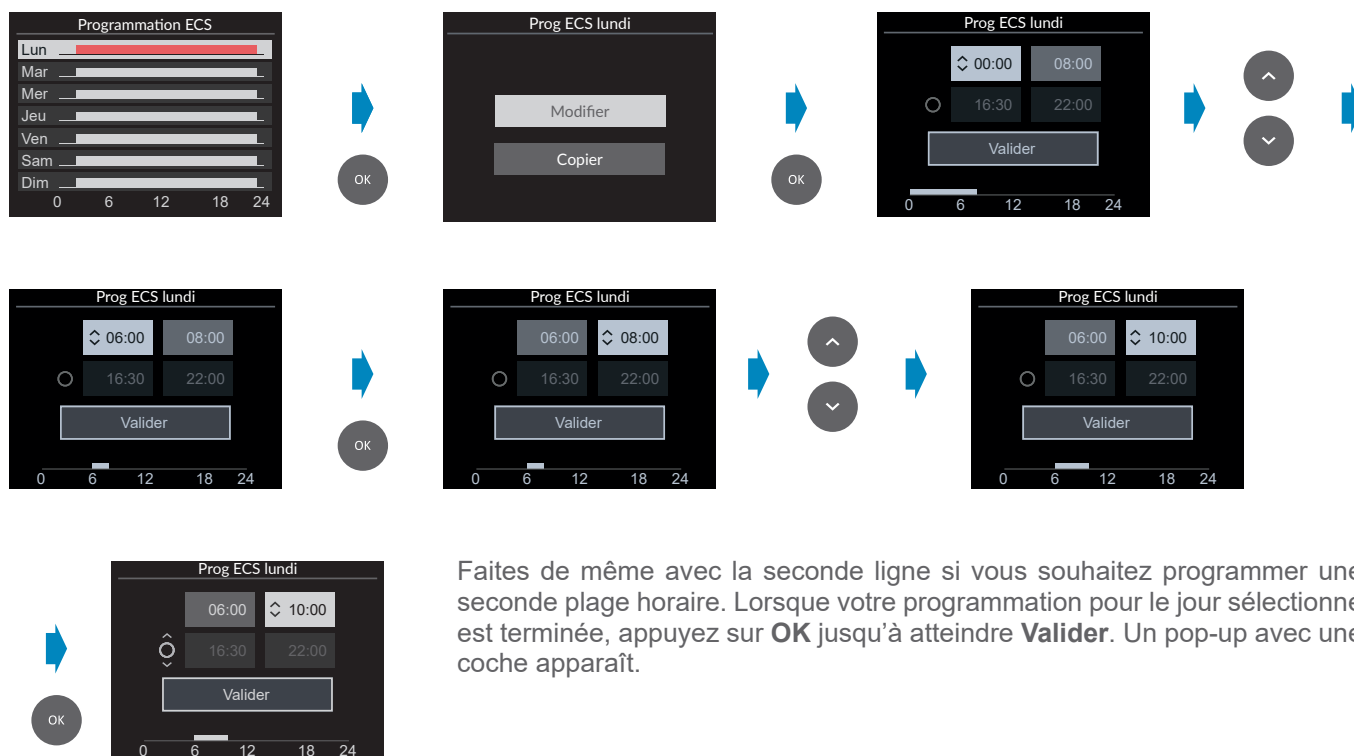 Programmation ECS
Lun
Mar
Mer
Jeu
Ven
Sam
Dim
0 6 12 18 24
OK
Prog ECS lundi
Modifier
Copier
OK
Prog ECS lundi
00:00 08:00
16:30 22:00
Valider
0 6 12 18 24
Prog ECS lundi
06:00 08:00
16:30 22:00
Valider
0 6 12 18 24
OK
Prog ECS lundi
06:00 08:00
16:30 22:00
Valider
0 6 12 18 24
Prog ECS lundi
06:00 10:00
16:30 22:00
Valider
0 6 12 18 24
OK
Prog ECS lundi
06:00 10:00
16:30 22:00
Valider
0 6 12 18 24
Faites de même avec la seconde ligne si vous souhaitez programmer une
seconde plage horaire. Lorsque votre programmation pour le jour sélectionné
est terminée, appuyez sur OK jusqu'à atteindre Valider. Un pop-up avec une
coche apparaît.